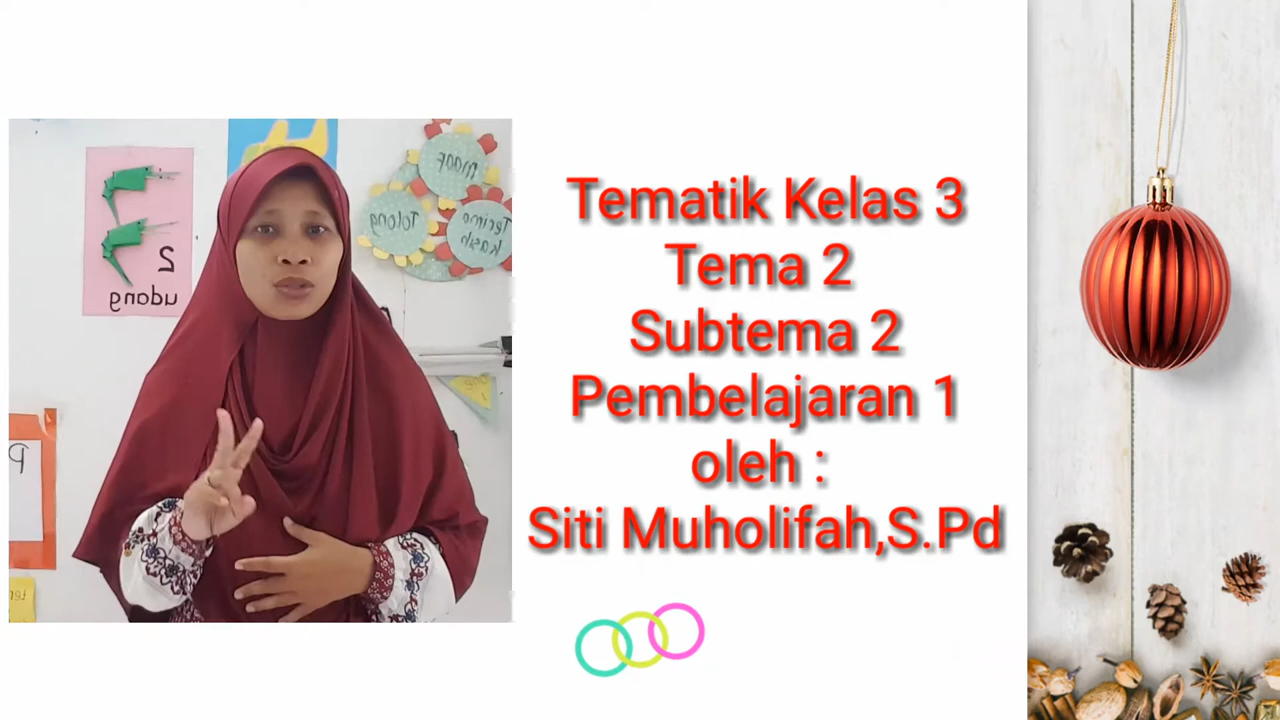 maaf
Tolong
Terima
kasih
2
udang
Tematik Kelas 3
Tema 2
Subtema 2
Pembelajaran 1
oleh :
Siti Muholifah,S.Pd